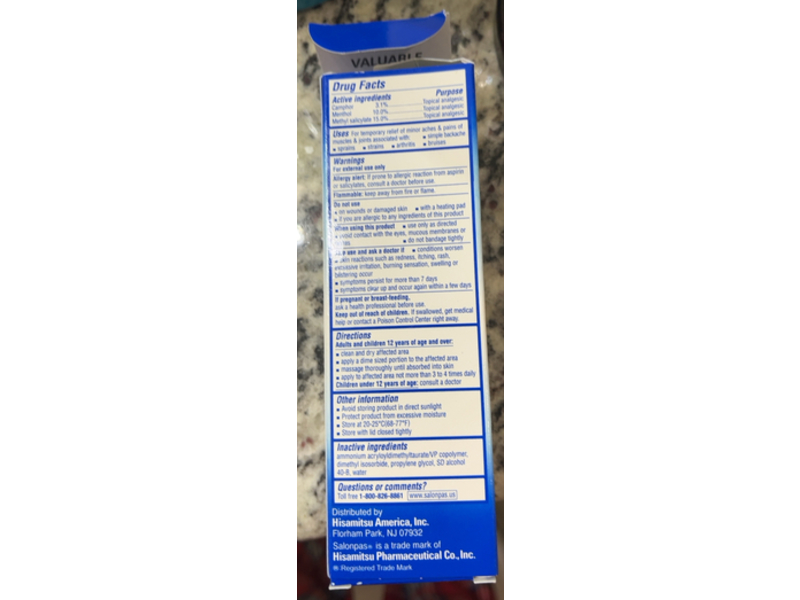 VALUABLE
Drug Facts
Active ingredients Purpose
Camphor 3.1% Topical analgesic
Menthol 10.0% Topical analgesic
Methyl salicylate 15.0% Topical analgesic
Uses For temporary relief of minor aches & pains of
muscles & joints associated with ▪ simple backache
▪ sprains ▪ strains ▪ arthritis ▪ bruises
Warnings
For external use only
Allergy alert: If prone to allergic reaction from aspirin
or salicylates, consult a doctor before use.
Flammable: keep away from fire or flame.
Do not use
▪ on wounds or damaged skin ▪ with a heating pad
▪ if you are allergic to any ingredients of this product
When using this product ▪ use only as directed
▪ avoid contact with the eyes, mucous membranes or
▪ do not bandage tightly
use and ask a doctor if ▪ conditions worsen
▪ skin reactions such as redness, itching, rash,
excessive irritation, burning sensation, swelling or
blistering occur
▪ symptoms persist for more than 7 days
▪ symptoms clear up and occur again within a few days
If pregnant or breast-feeding,
ask a health professional before use.
Keep out of reach of children. If swallowed, get medical
help or contact a Poison Control Center right away.
Directions
Adults and children 12 years of age and over:
▪ clean and dry affected area
▪ apply a dime sized portion to the affected area
▪ massage thoroughly until absorbed into skin
▪ apply to affected area not more than 3 to 4 times daily
Children under 12 years of age: consult a doctor
Other information
▪ Avoid storing product in direct sunlight
▪ Protect product from excessive moisture
▪ Store at 20-25°C(68-77°F)
▪ Store with lid closed tightly
Inactive ingredients
ammonium acryloyldimethyltaurate/VP copolymer,
dimethyl isosorbide, propylene glycol, SD alcohol
40-B, water
Questions or comments?
Toll free 1-800-826-8861 www.salonpas.us
Distributed by
Hisamitsu America, Inc.
Florham Park, NJ 07932
Salonpas® is a trade mark of
Hisamitsu Pharmaceutical Co., Inc.
® Registered Trade Mark